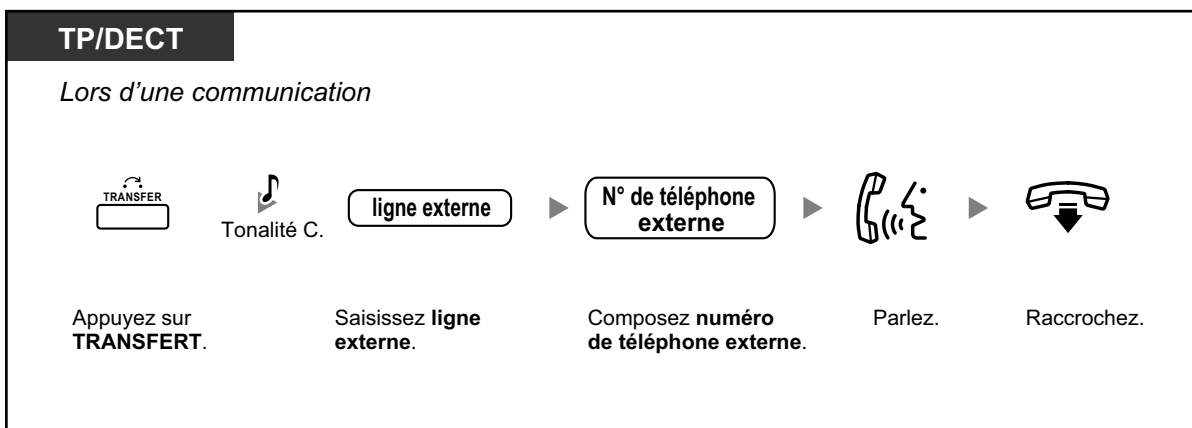 TP/DECT
Lors d’une communication
TRANSFER
Tonalité C.
ligne externe
N° de téléphone
externe
Appuyez sur
TRANSFERT.
Saisissez ligne
externe.
Composez numéro
de téléphone externe.
Parlez.
Raccrochez.